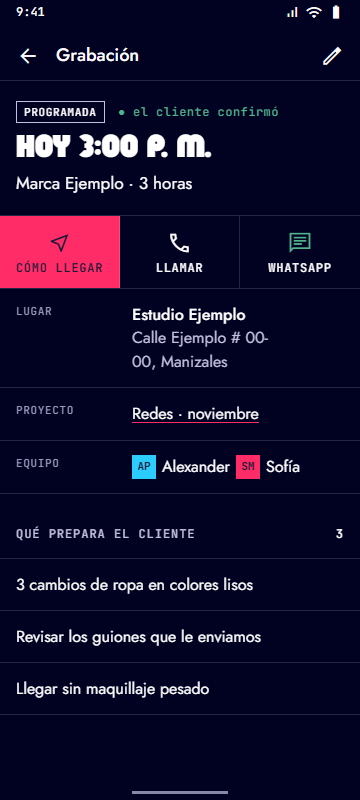 9:41
Grabación
PROGRAMADA • el cliente confirmó
HOY 3:00 P. M.
Marca Ejemplo · 3 horas
CÓMO LLEGAR LLAMAR WHATSAPP
LUGAR Estudio Ejemplo
Calle Ejemplo # 00-
00, Manizales
PROYECTO Redes · noviembre
EQUIPO AP Alexander SM Sofía
QUÉ PREPARA EL CLIENTE 3
3 cambios de ropa en colores lisos
Revisar los guiones que le enviamos
Llegar sin maquillaje pesado